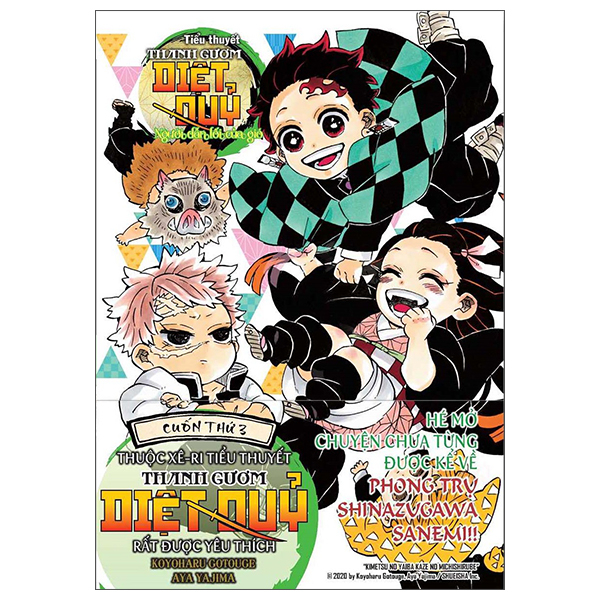 Tiểu thuyết
THANH GƯƠM
DIỆT
QUỶ
Người dẫn lối của gió
CUỐN THỨ 3
THUỘC XÊ-RI TIỂU THUYẾT
THANH GƯƠM
DIỆT QUỶ
RẤT ĐƯỢC YÊU THÍCH
KOYOHARU GOTOUGE
AYA YAJIMA
HÉ MỞ
CHUYỆN CHƯA TỪNG
ĐƯỢC KỂ VỀ
PHONG TRỤ
SHINAZUGAWA
SANEMI!!
"KIMETSU NO YAIBA KAZE NO MICHISHIRUBE"
© 2020 by Koyoharu Gotouge, Aya Yajima / SHUEISHA Inc.